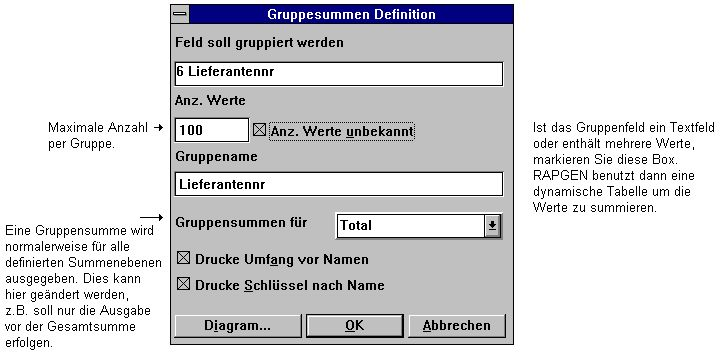 Gruppesummen Definition
Feld soll gruppiert werden
6 Lieferantennr
Anz. Werte
Maximale Anzahl
per Gruppe.
100
Anz. Werte unbekannt
Ist das Gruppenfeld ein Textfeld
oder enthält mehrere Werte,
markieren Sie diese Box.
RAPGEN benutzt dann eine
dynamische Tabelle um die
Werte zu summieren.
Gruppename
Lieferantennr
Gruppensummen für
Total
Eine Gruppensumme wird
normalerweise für alle
definierten Summenebenen
ausgegeben. Dies kann
hier geändert werden,
z.B. soll nur die Ausgabe
vor der Gesamtsumme
erfolgen.
Drucke Umfang vor Namen
Drucke Schlüssel nach Name
Diagram...
OK
Abbrechen